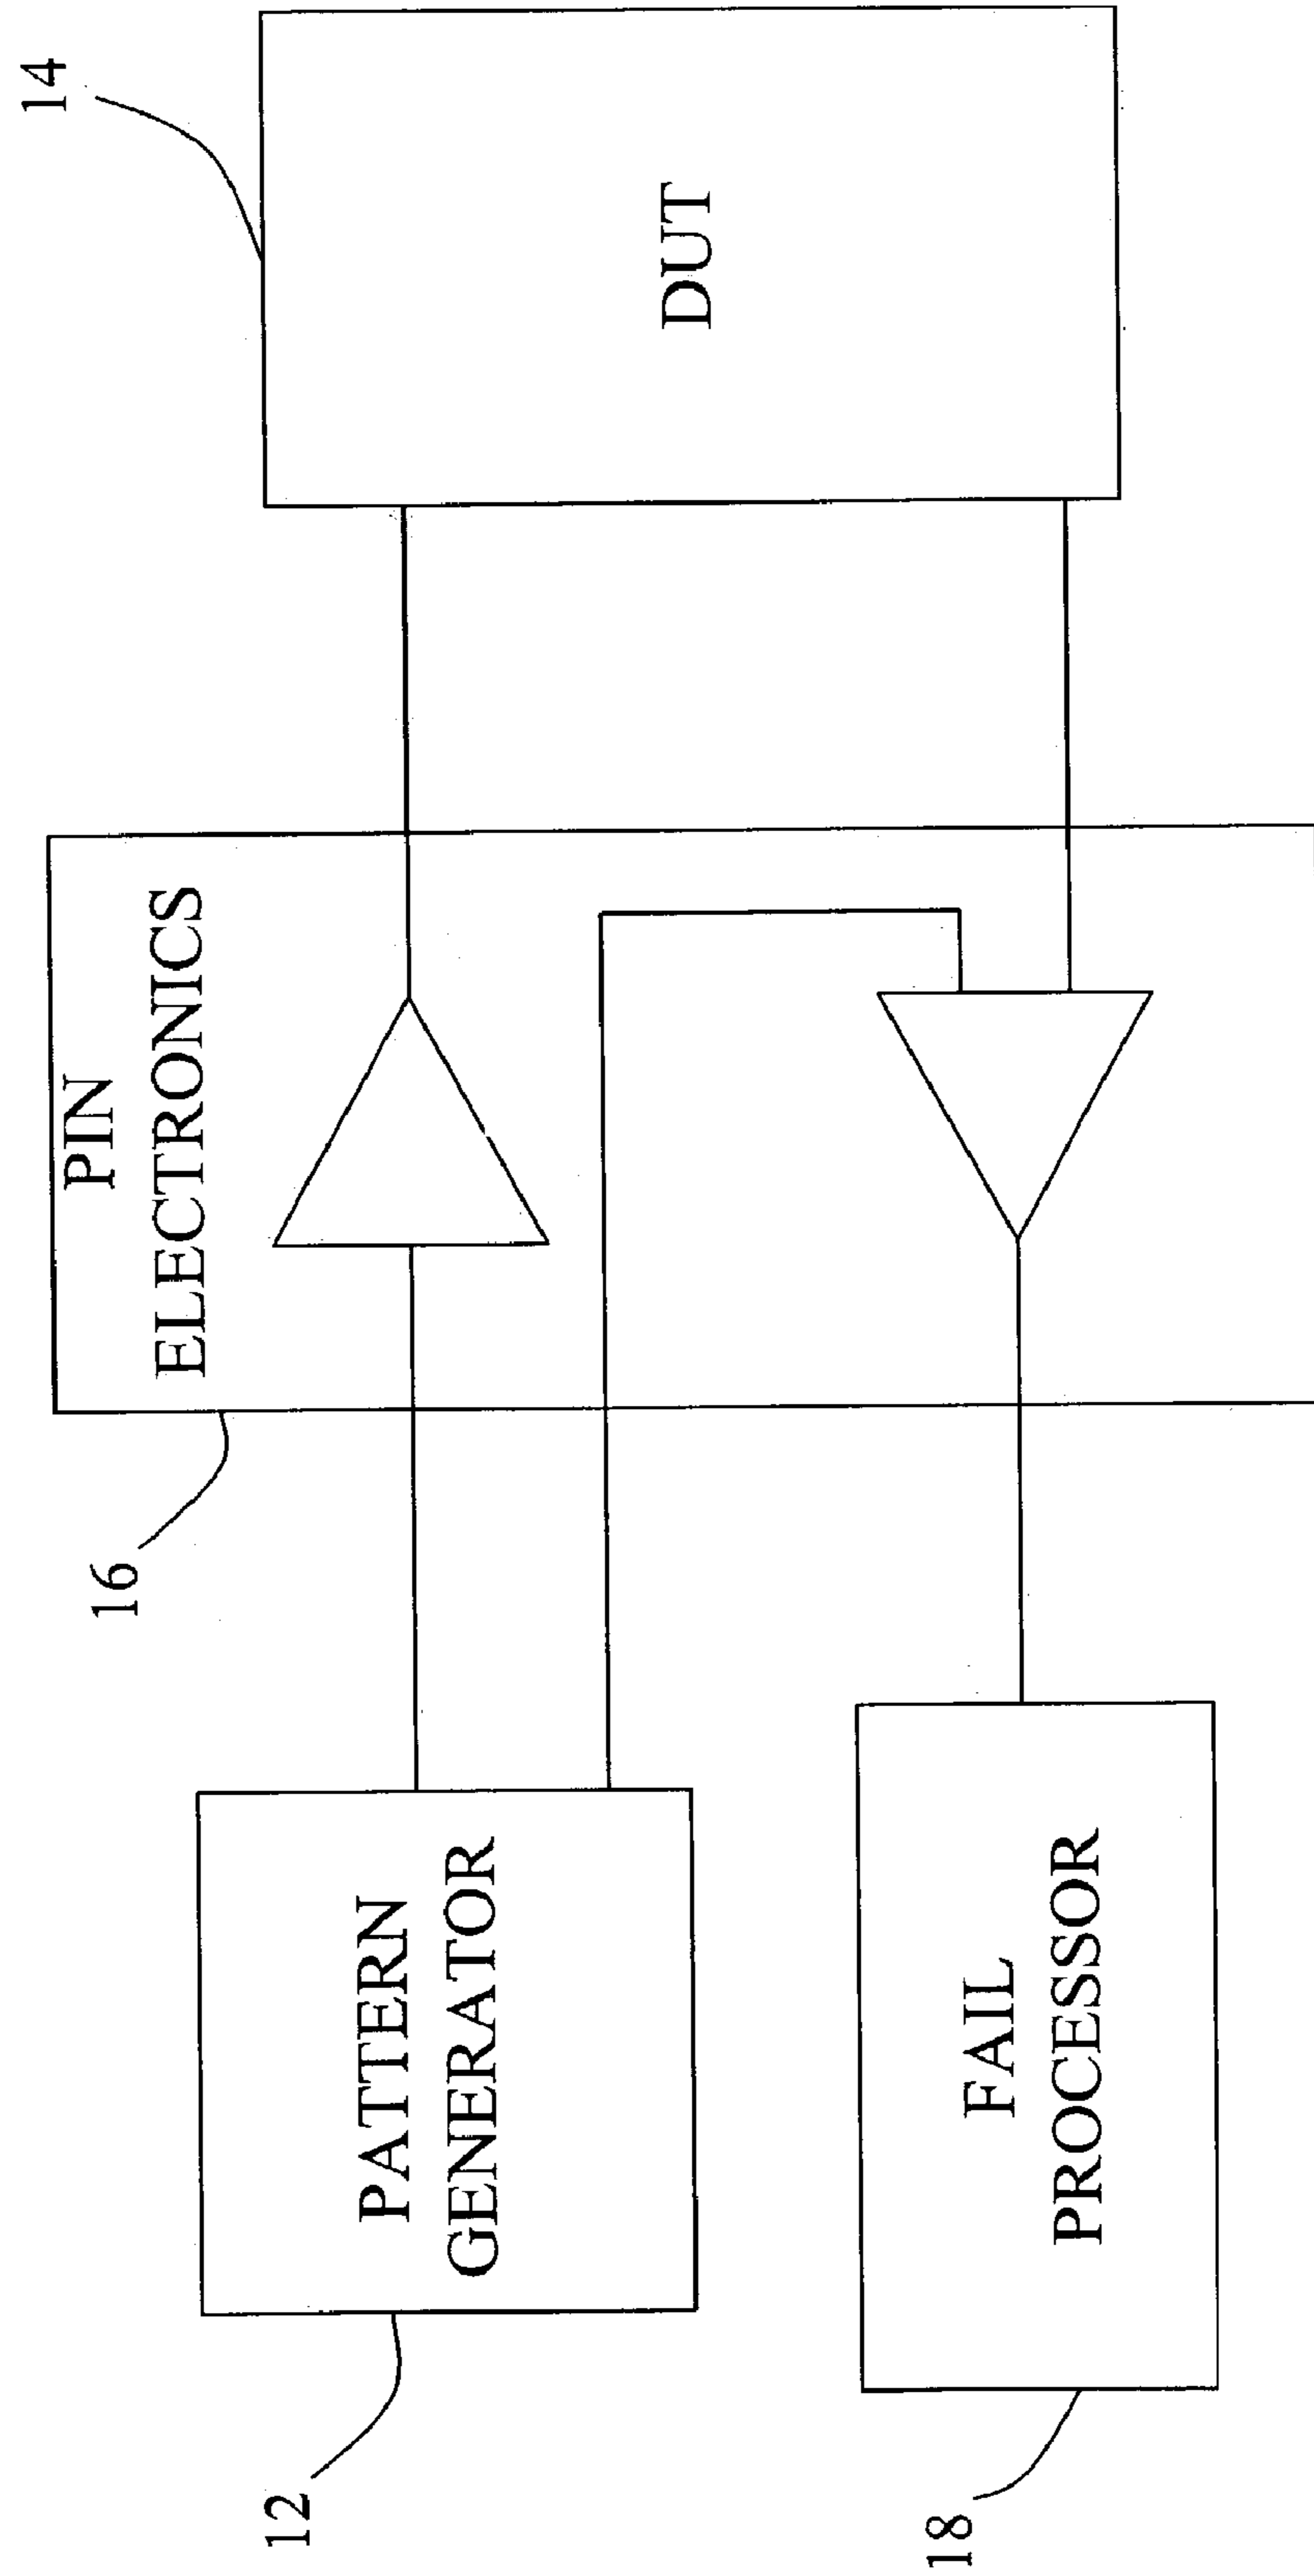 PIN
ELECTRONICS
14
16
12
PATTERN
GENERATOR
DUT
FAIL
PROCESSOR
18